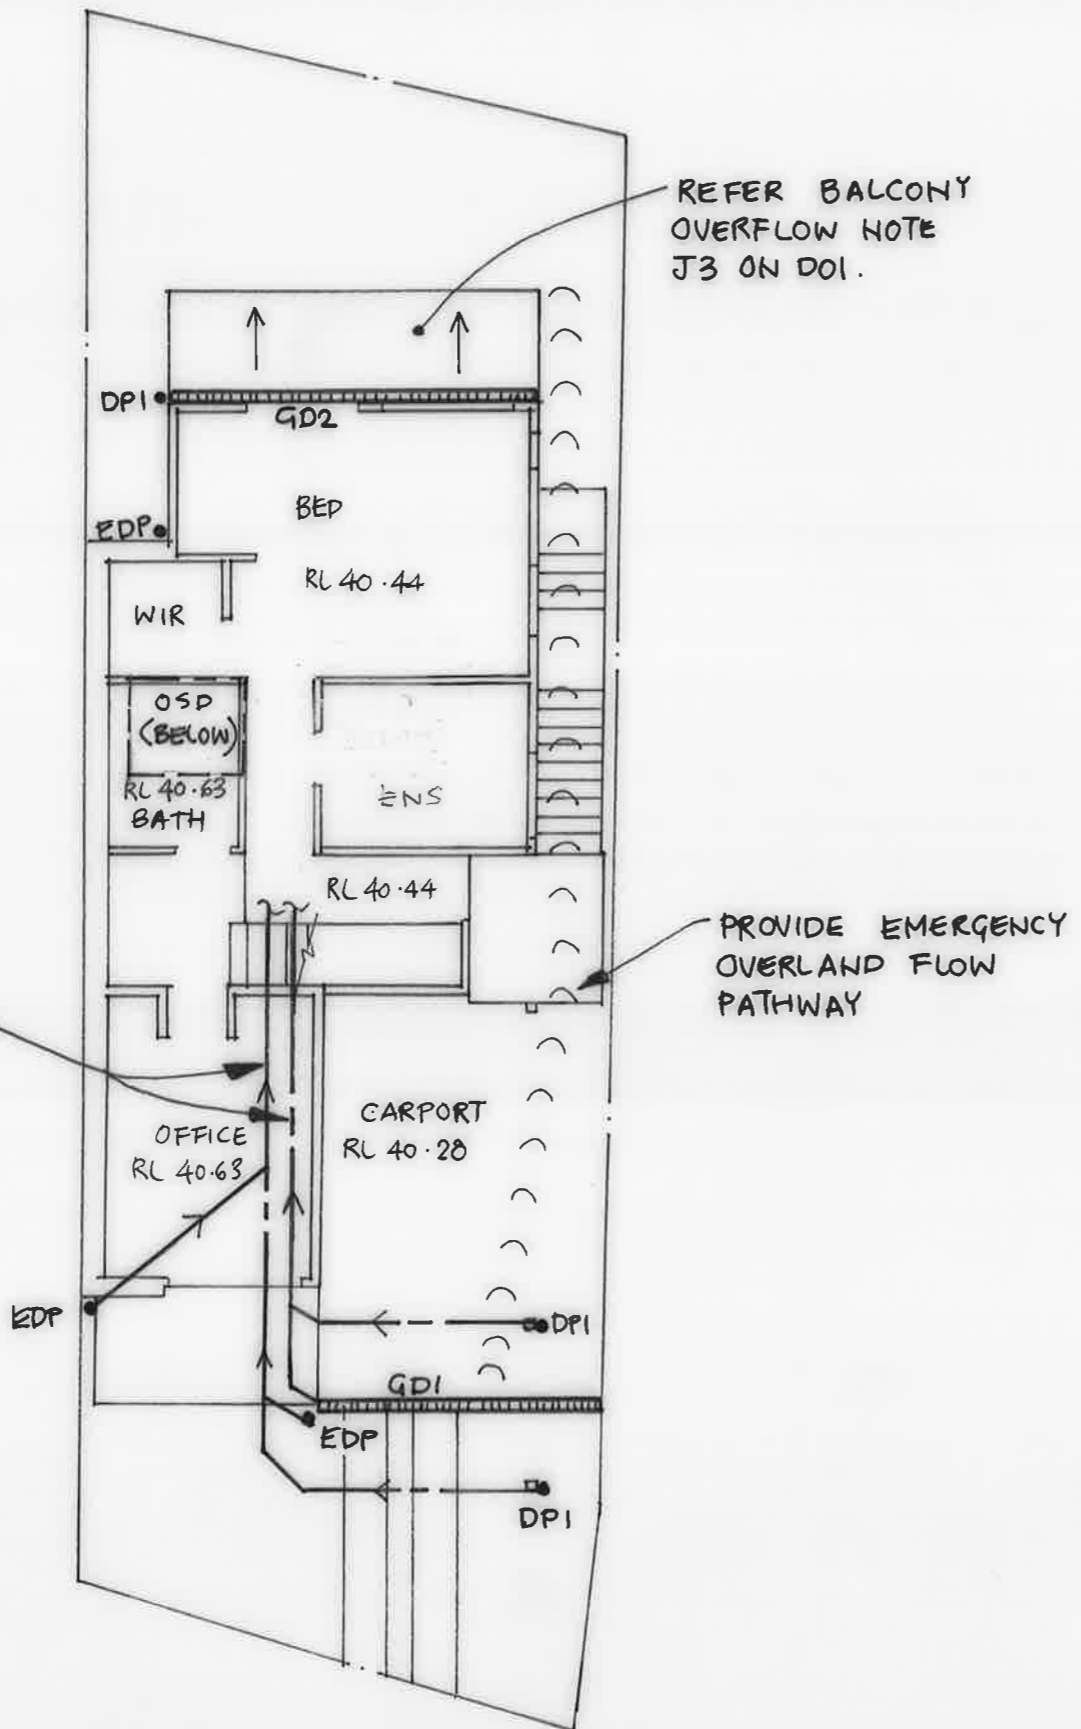 REFER BALCONY
OVERFLOW NOTE
J3 ON D01.
DP1
GD2
BED
EDP
RL 40.44
WIR
OSD
(BELOW)
RL 40.63
BATH
ENS
RL 40.44
PROVIDE EMERGENCY
OVERLAND FLOW
PATHWAY
CARPORT
RL 40.28
OFFICE
RL 40.63
EDP
DP1
GD1
EDP
DP1